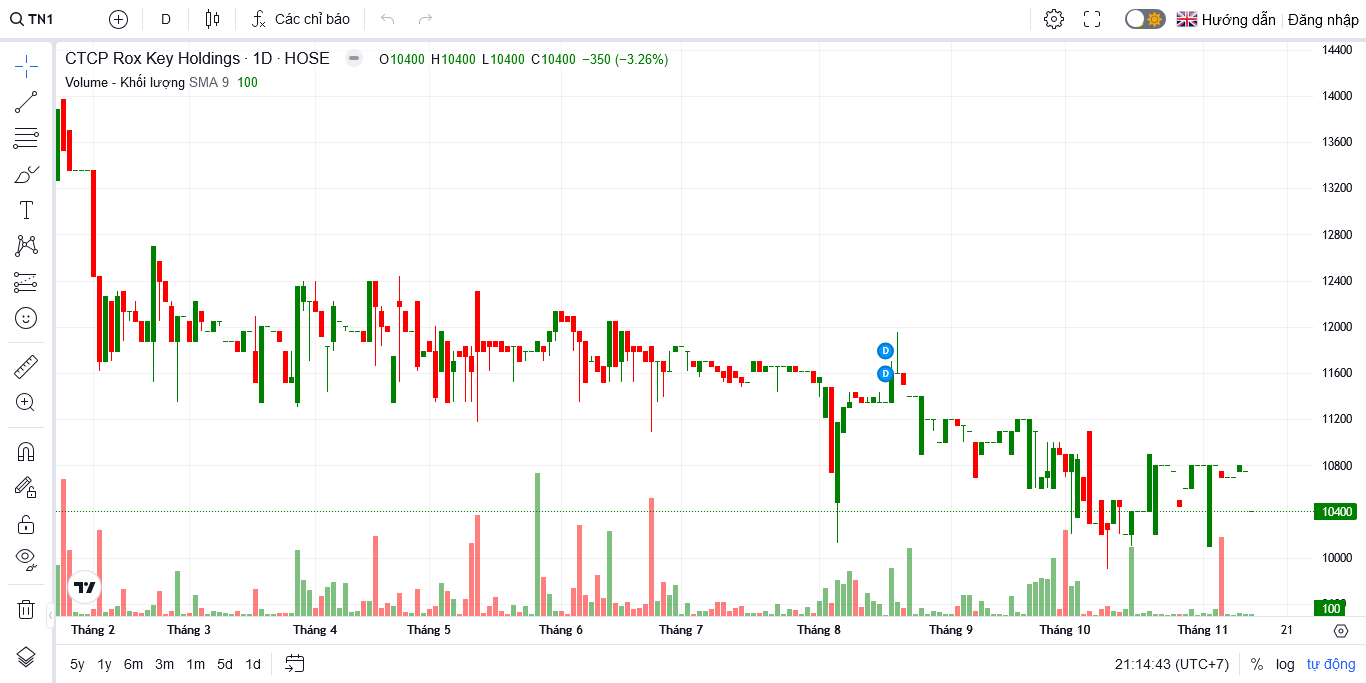 TN1 D Các chỉ báo Hướng dẫn Đăng nhập
CTCP Rox Key Holdings · 1D · HOSE O10400 H10400 L10400 C10400 −350 (−3.26%)
Volume - Khối lượng SMA 9 100
14400
14000
13600
13200
12800
12400
12000
11600
11200
10800
10400
10000
100
D
D
Tháng 2 Tháng 3 Tháng 4 Tháng 5 Tháng 6 Tháng 7 Tháng 8 Tháng 9 Tháng 10 Tháng 11 21
5y 1y 6m 3m 1m 5d 1d 21:14:43 (UTC+7) % log tự động